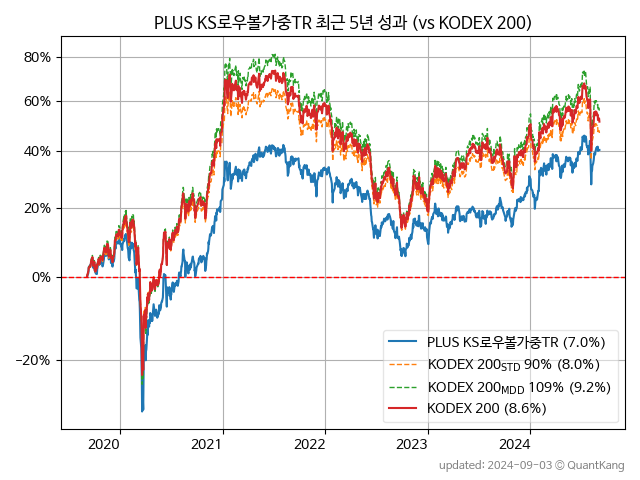 PLUS KS로우볼가중TR 최근 5년 성과 (vs KODEX 200)
80%
60%
40%
20%
0%
−20%
PLUS KS로우볼가중TR (7.0%)
KODEX 200STD 90% (8.0%)
KODEX 200MDD 109% (9.2%)
KODEX 200 (8.6%)
2020 2021 2022 2023 2024
updated: 2024-09-03 © QuantKang